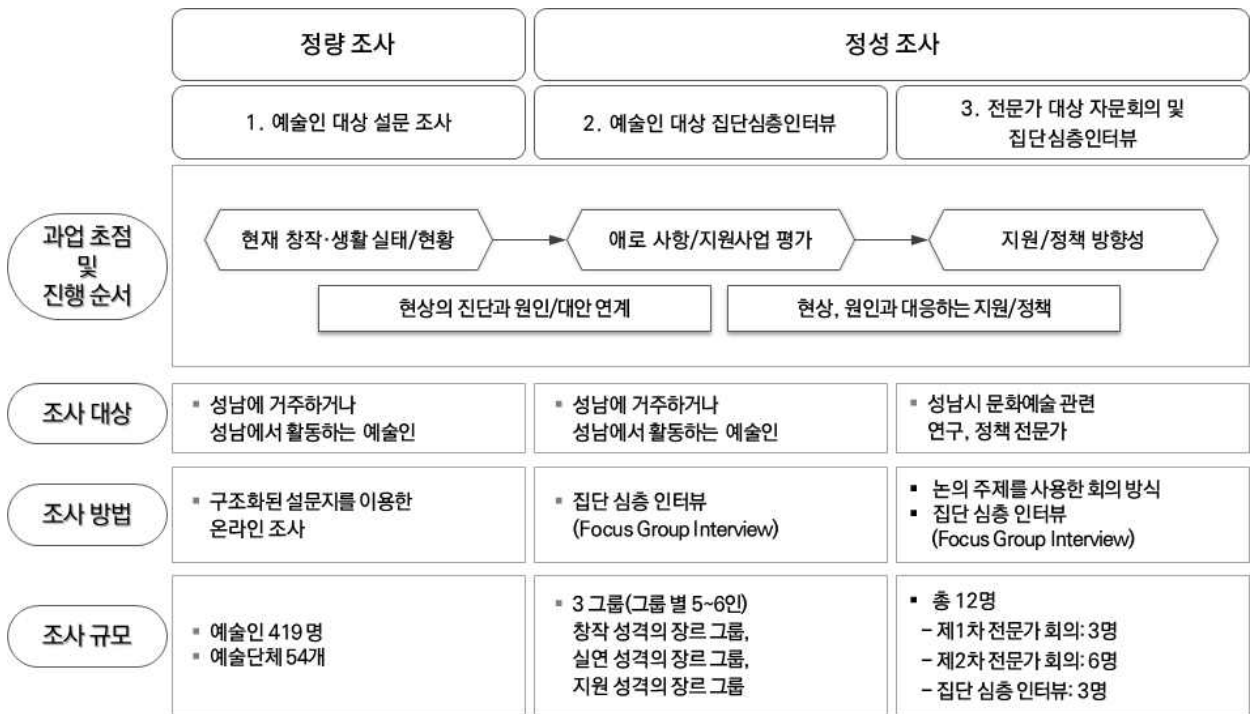 정량 조사
정성 조사
1. 예술인 대상 설문 조사
2. 예술인 대상 집단심층인터뷰
3. 전문가 대상 자문회의 및
집단심층인터뷰
과업 초점
및
진행 순서
현재 창작·생활 실태/현황
애로 사항/지원사업 평가
지원/정책 방향성
현상의 진단과 원인/대안 연계
현상, 원인과 대응하는 지원/정책
조사 대상
▪ 성남에 거주하거나
성남에서 활동하는 예술인
▪ 성남에 거주하거나
성남에서 활동하는 예술인
▪ 성남시 문화예술 관련
연구, 정책 전문가
조사 방법
▪ 구조화된 설문지를 이용한
온라인 조사
▪ 집단 심층 인터뷰
(Focus Group Interview)
▪ 논의 주제를 사용한 회의 방식
▪ 집단 심층 인터뷰
(Focus Group Interview)
조사 규모
▪ 예술인 419 명
▪ 예술단체 54개
▪ 3 그룹(그룹 별 5~6인)
창작 성격의 장르 그룹,
실연 성격의 장르 그룹,
지원 성격의 장르 그룹
▪ 총 12명
– 제1차 전문가 회의: 3명
– 제2차 전문가 회의: 6명
– 집단 심층 인터뷰: 3명